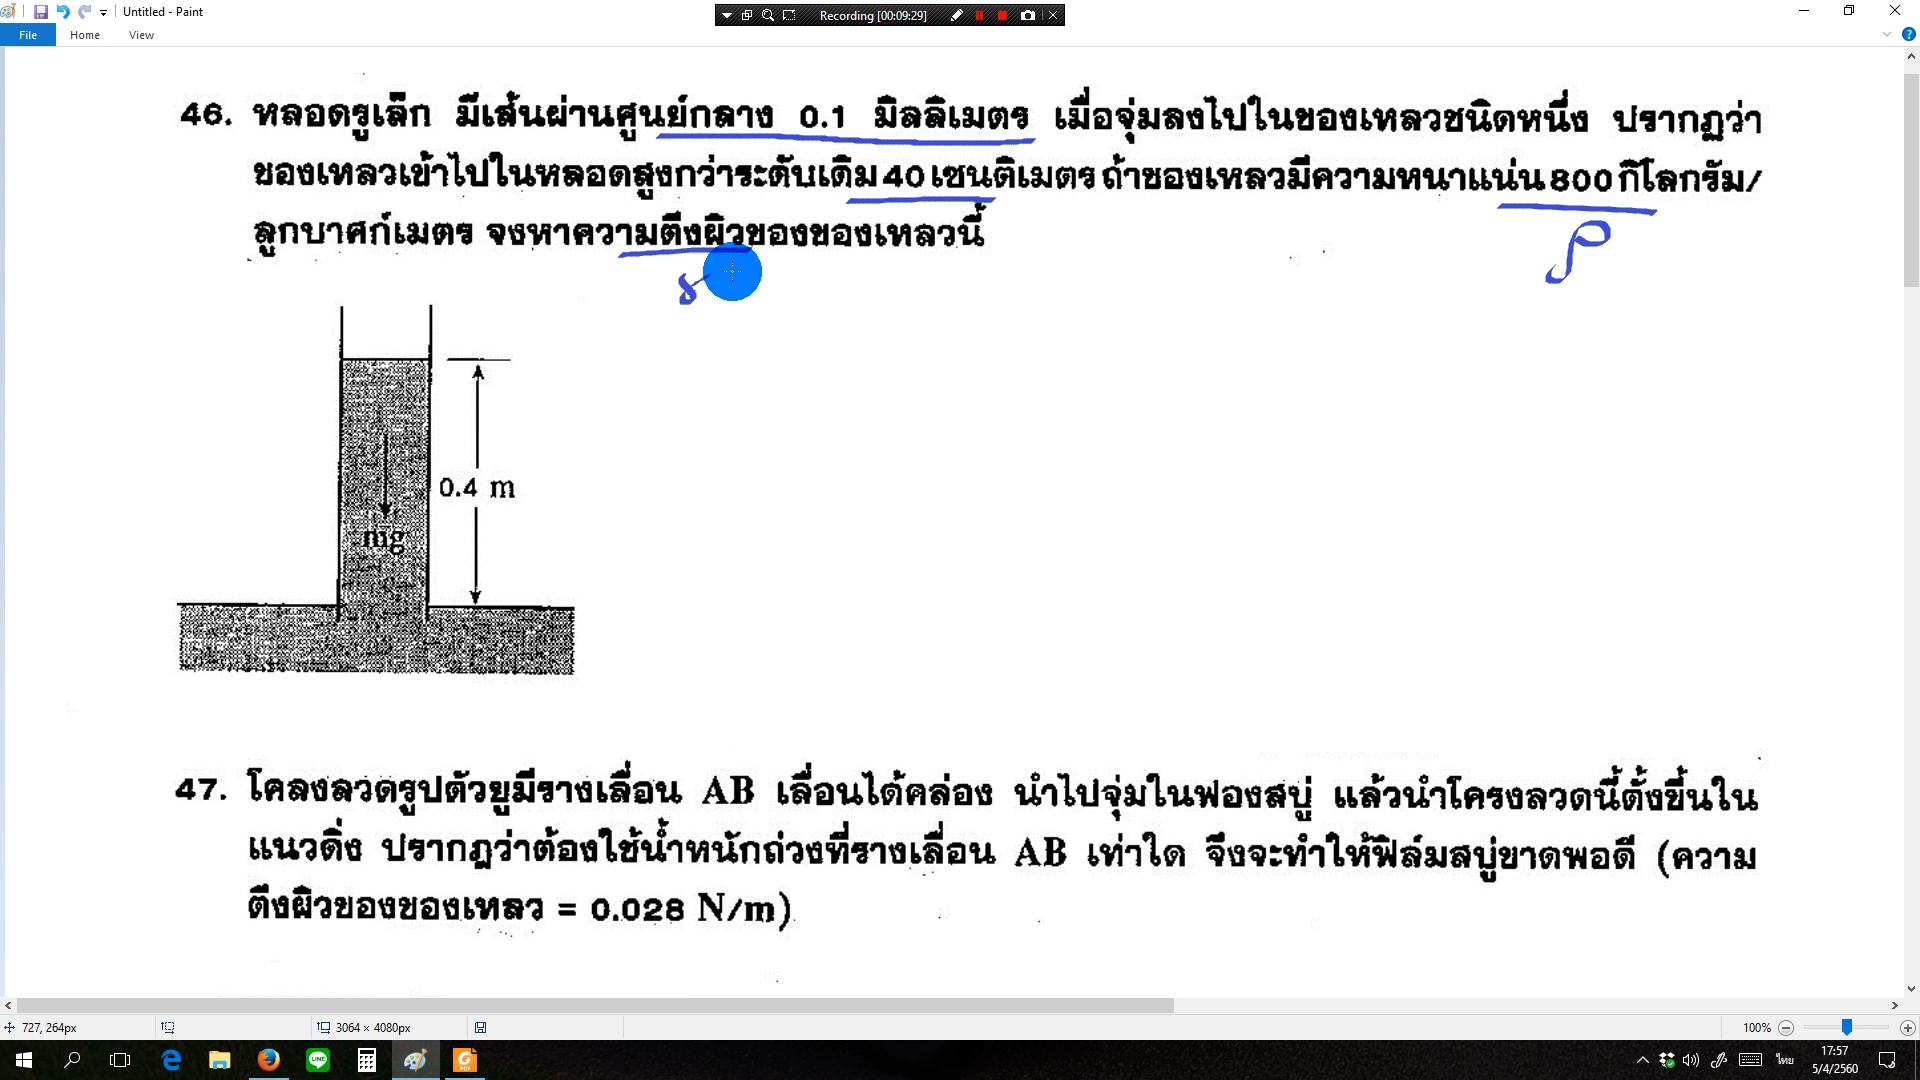 Untitled - Paint
Recording [00:09:29]
File Home View
46. หลอดรูเล็ก มีเส้นผ่านศูนย์กลาง 0.1 มิลลิเมตร เมื่อจุ่มลงไปในของเหลวชนิดหนึ่ง ปรากฏว่า
ของเหลวเข้าไปในหลอดสูงกว่าระดับเดิม 40 เซนติเมตร ถ้าของเหลวมีความหนาแน่น 800 กิโลกรัม/
ลูกบาศก์เมตร จงหาความตึงผิวของของเหลวนี้
ρ
0.4 m
mg
47. โคลงลวดรูปตัวยูมีรางเลื่อน AB เลื่อนได้คล่อง นำไปจุ่มในฟองสบู่ แล้วนำโครงลวดนี้ตั้งขึ้นใน
แนวดิ่ง ปรากฏว่าต้องใช้น้ำหนักถ่วงที่รางเลื่อน AB เท่าใด จึงจะทำให้ฟิล์มสบู่ขาดพอดี (ความ
ตึงผิวของของเหลว = 0.028 N/m)
727, 264px
3064 × 4080px
100%
LINE
ไทย
17:57
5/4/2560